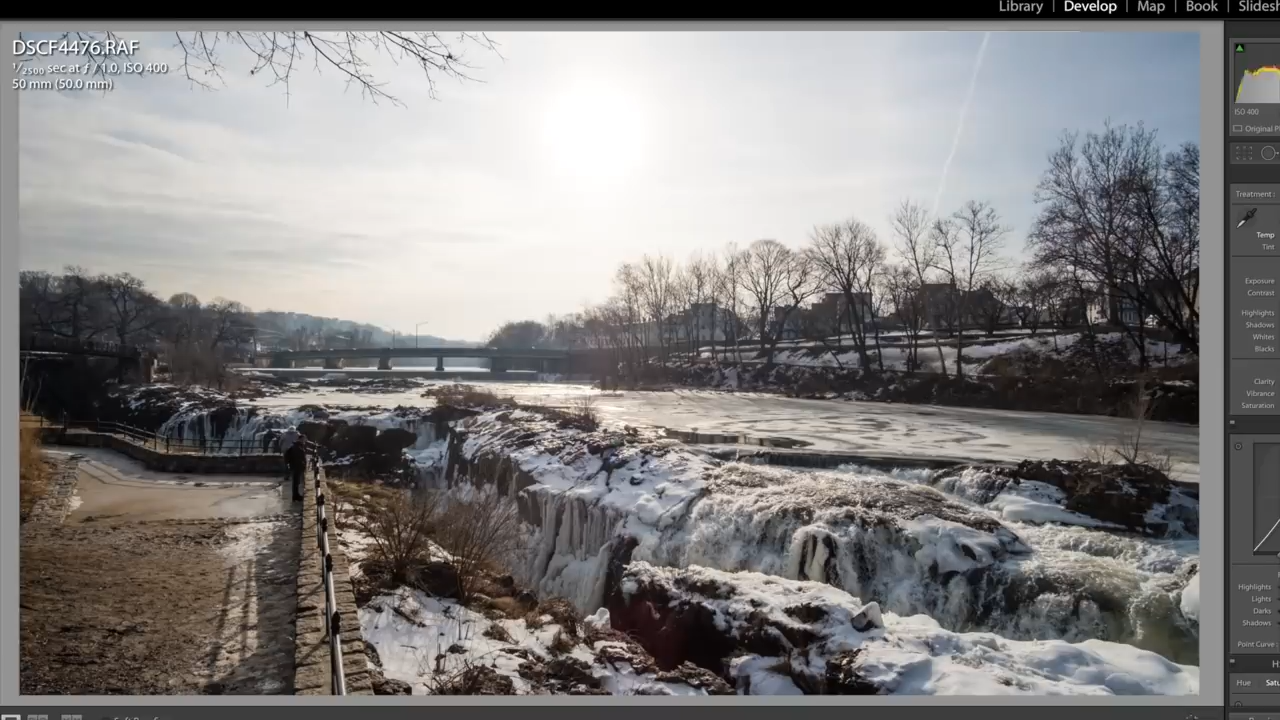 Library | Develop | Map | Book | Slidesh
DSCF4476.RAF
1/2500 sec at ƒ / 1.0, ISO 400
50 mm (50.0 mm)
ISO 400
Original P
Treatment :
Temp
Tint
Exposure
Contrast
Highlights
Shadows
Whites
Blacks
Clarity
Vibrance
Saturation
Highlights
Lights
Darks
Shadows
Point Curve :
H
Hue Satu